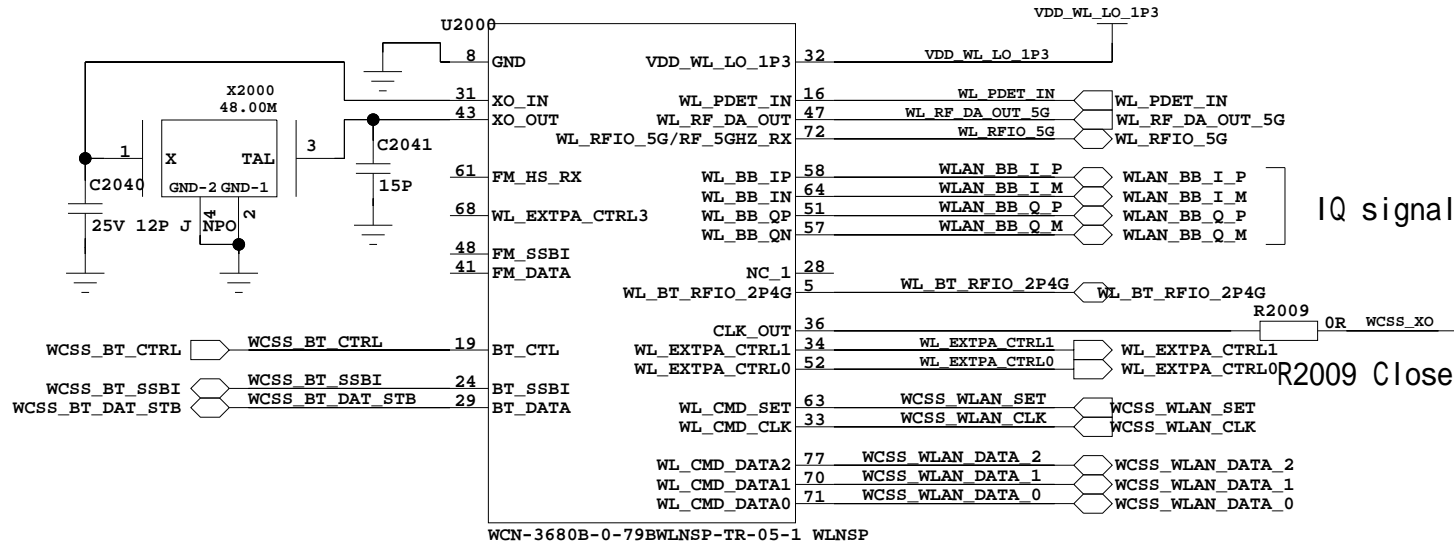 VDD_WL_LO_1P3
U2000
8 GND VDD_WL_LO_1P3 32 VDD_WL_LO_1P3
X2000
48.00M
31 XO_IN WL_PDET_IN 16 WL_PDET_IN WL_PDET_IN
43 XO_OUT WL_RF_DA_OUT 47 WL_RF_DA_OUT_5G WL_RF_DA_OUT_5G
WL_RFIO_5G/RF_5GHZ_RX 72 WL_RFIO_5G WL_RFIO_5G
1 X TAL 3 C2041
C2040 GND-2 GND-1 15P
4 2
25V 12P J NPO
61 FM_HS_RX WL_BB_IP 58 WLAN_BB_I_P WLAN_BB_I_P
WL_BB_IN 64 WLAN_BB_I_M WLAN_BB_I_M
68 WL_EXTPA_CTRL3 WL_BB_QP 51 WLAN_BB_Q_P WLAN_BB_Q_P
WL_BB_QN 57 WLAN_BB_Q_M WLAN_BB_Q_M
IQ signal
48 FM_SSBI
41 FM_DATA NC_1 28
WL_BT_RFIO_2P4G 5 WL_BT_RFIO_2P4G WL_BT_RFIO_2P4G
CLK_OUT 36 R2009 0R WCSS_XO
WCSS_BT_CTRL WCSS_BT_CTRL 19 BT_CTL WL_EXTPA_CTRL1 34 WL_EXTPA_CTRL1 WL_EXTPA_CTRL1
WL_EXTPA_CTRL0 52 WL_EXTPA_CTRL0 WL_EXTPA_CTRL0
R2009 Close
WCSS_BT_SSBI WCSS_BT_SSBI 24 BT_SSBI
WCSS_BT_DAT_STB WCSS_BT_DAT_STB 29 BT_DATA WL_CMD_SET 63 WCSS_WLAN_SET WCSS_WLAN_SET
WL_CMD_CLK 33 WCSS_WLAN_CLK WCSS_WLAN_CLK
WL_CMD_DATA2 77 WCSS_WLAN_DATA_2 WCSS_WLAN_DATA_2
WL_CMD_DATA1 70 WCSS_WLAN_DATA_1 WCSS_WLAN_DATA_1
WL_CMD_DATA0 71 WCSS_WLAN_DATA_0 WCSS_WLAN_DATA_0
WCN-3680B-0-79BWLNSP-TR-05-1 WLNSP